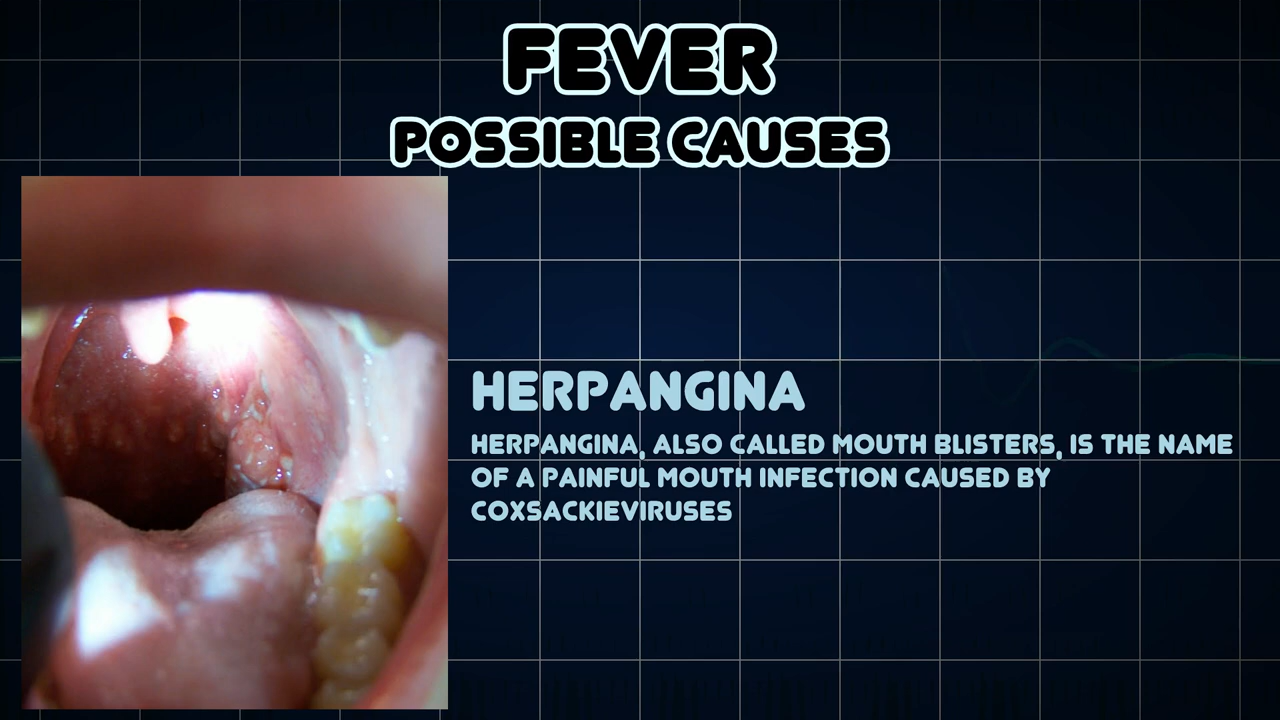 FEVER
POSSIBLE CAUSES
HERPANGINA
HERPANGINA, ALSO CALLED MOUTH BLISTERS, IS THE NAME
OF A PAINFUL MOUTH INFECTION CAUSED BY
COXSACKIEVIRUSES